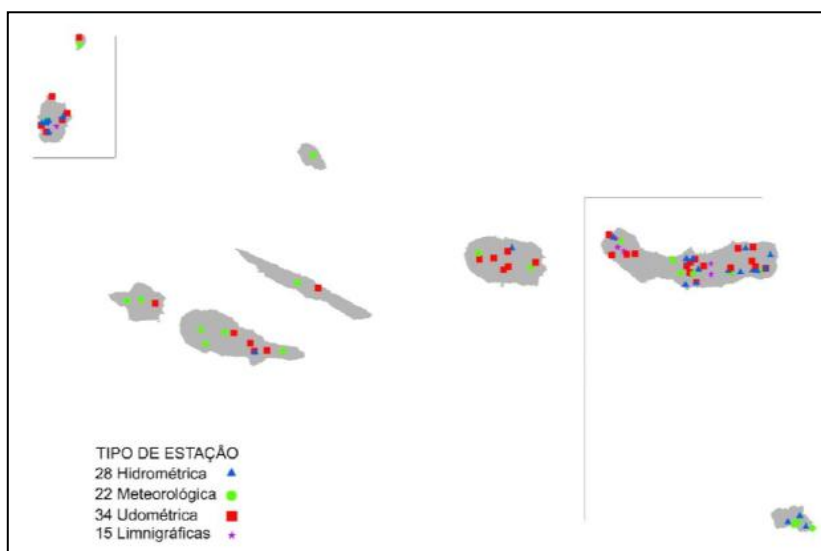 TIPO DE ESTAÇÃO
28 Hidrométrica
22 Meteorológica
34 Udométrica
15 Limnigráficas